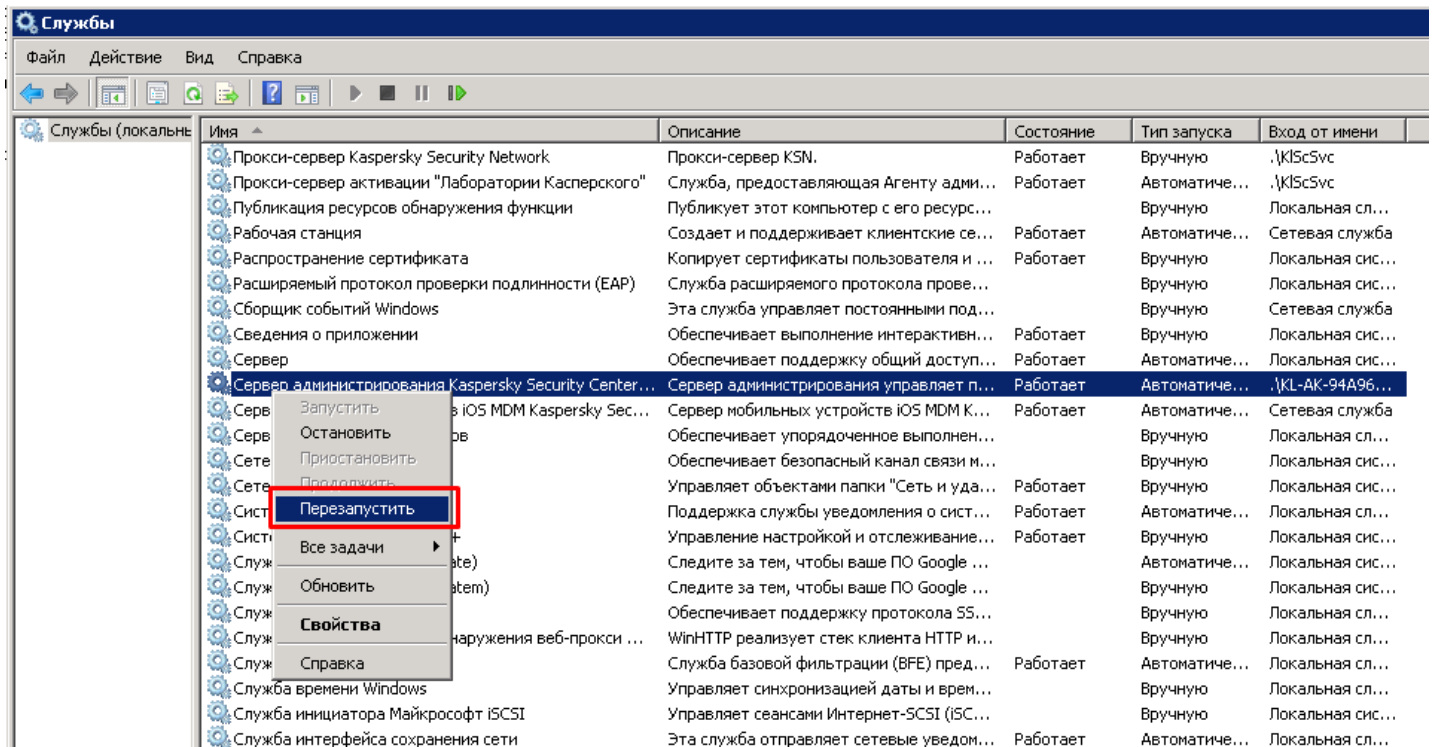 Службы
Файл Действие Вид Справка
Службы (локальны
Имя Описание Состояние Тип запуска Вход от имени
Прокси-сервер Kaspersky Security Network Прокси-сервер KSN. Работает Вручную .\KlScSvc
Прокси-сервер активации "Лаборатории Касперского" Служба, предоставляющая Агенту адми... Работает Автоматиче... .\KlScSvc
Публикация ресурсов обнаружения функции Публикует этот компьютер с его ресурс... Вручную Локальная сл...
Рабочая станция Создает и поддерживает клиентские се... Работает Автоматиче... Сетевая служба
Распространение сертификата Копирует сертификаты пользователя и ... Работает Вручную Локальная сис...
Расширяемый протокол проверки подлинности (EAP) Служба расширяемого протокола прове... Вручную Локальная сис...
Сборщик событий Windows Эта служба управляет постоянными под... Вручную Сетевая служба
Сведения о приложении Обеспечивает выполнение интерактивн... Работает Вручную Локальная сис...
Сервер Обеспечивает поддержку общий доступ... Работает Автоматиче... Локальная сис...
Сервер администрирования Kaspersky Security Center... Сервер администрирования управляет п... Работает Автоматиче... .\KL-AK-94A96...
Серв Запустить в iOS MDM Kaspersky Sec... Сервер мобильных устройств iOS MDM K... Работает Автоматиче... Сетевая служба
Серв Остановить ов Обеспечивает упорядоченное выполнен... Вручную Локальная сл...
Сете Приостановить Обеспечивает безопасный канал связи м... Вручную Локальная сис...
Сете Продолжить Управляет объектами папки "Сеть и уда... Работает Вручную Локальная сис...
Сист Перезапустить Поддержка службы уведомления о сист... Работает Автоматиче... Локальная сл...
Систе Все задачи + Управление настройкой и отслеживание... Работает Вручную Локальная сис...
Служ ate) Следите за тем, чтобы ваше ПО Google ... Автоматиче... Локальная сис...
Служ Обновить atem) Следите за тем, чтобы ваше ПО Google ... Вручную Локальная сис...
Служ Обеспечивает поддержку протокола SS... Вручную Локальная сл...
Служ Свойства наружения веб-прокси ... WinHTTP реализует стек клиента HTTP и... Вручную Локальная сл...
Служ Справка Служба базовой фильтрации (BFE) пред... Работает Автоматиче... Локальная сл...
Служба времени Windows Управляет синхронизацией даты и врем... Вручную Локальная сл...
Служба инициатора Майкрософт iSCSI Управляет сеансами Интернет-SCSI (iSC... Вручную Локальная сис...
Служба интерфейса сохранения сети Эта служба отправляет сетевые уведом... Работает Автоматиче... Локальная сл...